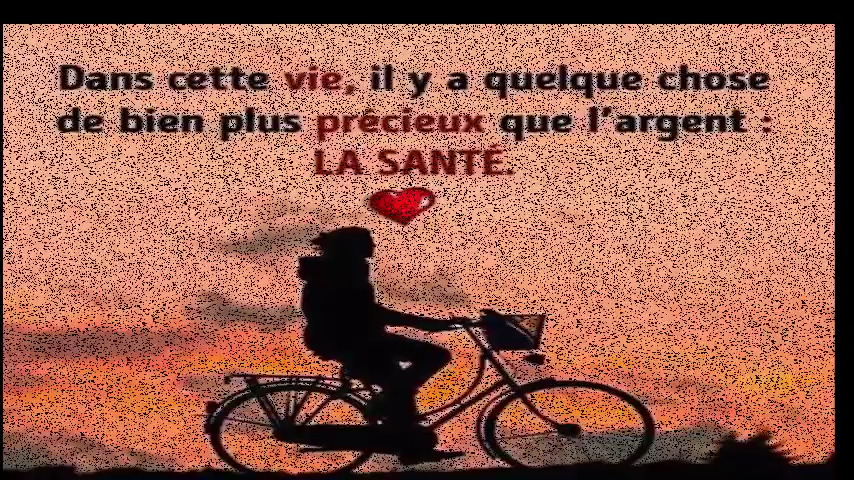 Dans cette vie, il y a quelque chose
de bien plus précieux que l'argent :
LA SANTÉ.